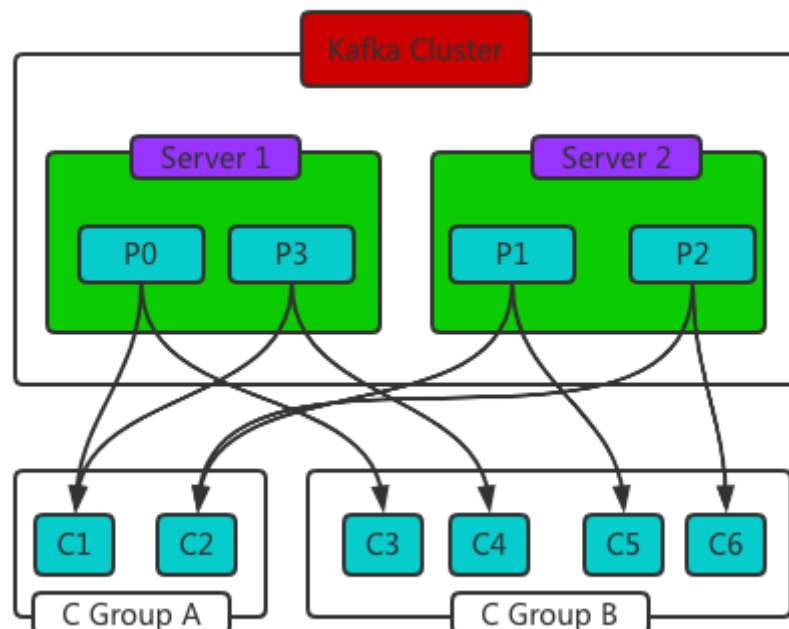 Kafka Cluster
Server 1
Server 2
P0
P3
P1
P2
C1
C2
C3
C4
C5
C6
C Group A
C Group B